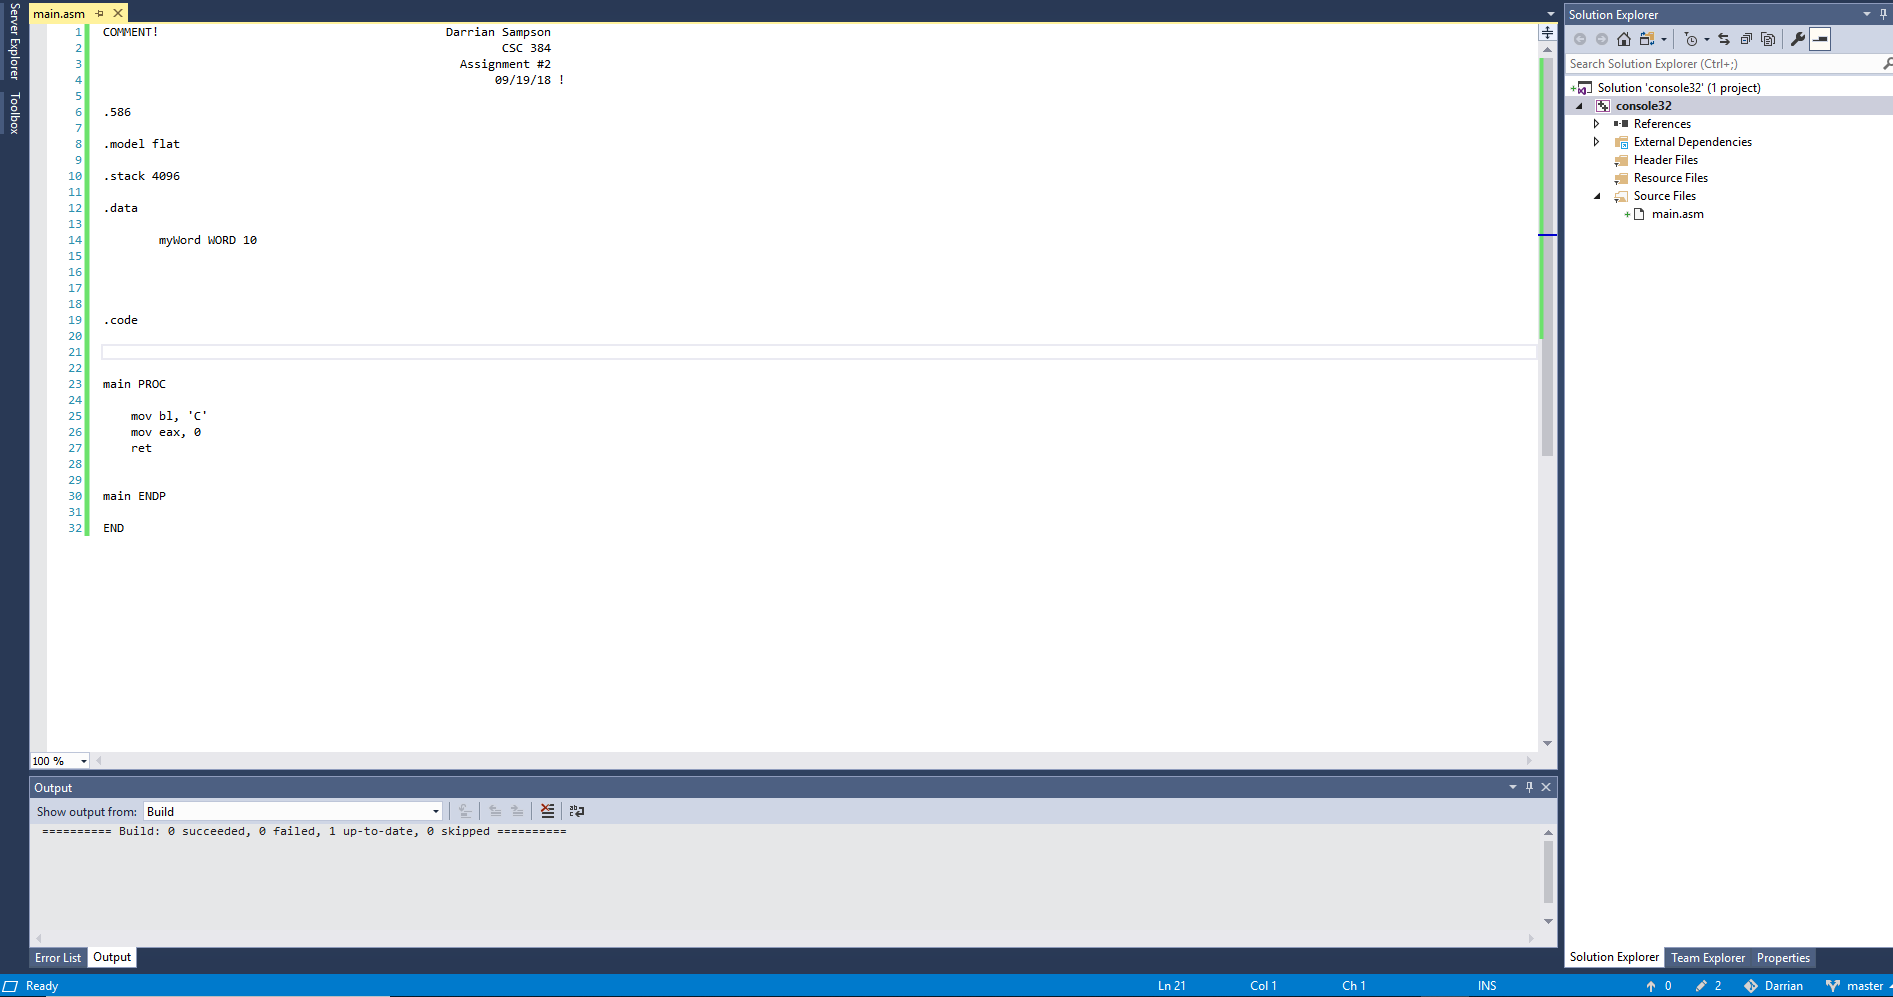 Server Explorer
Toolbox
main.asm
1 COMMENT! Darrian Sampson
2 CSC 384
3 Assignment #2
4 09/19/18 !
5
6 .586
7
8 .model flat
9
10 .stack 4096
11
12 .data
13
14 myWord WORD 10
15
16
17
18
19 .code
20
21
22
23 main PROC
24
25 mov bl, 'C'
26 mov eax, 0
27 ret
28
29
30 main ENDP
31
32 END
100 %
Output
Show output from: Build
========== Build: 0 succeeded, 0 failed, 1 up-to-date, 0 skipped ==========
Error List Output
Solution Explorer
Search Solution Explorer (Ctrl+;)
Solution 'console32' (1 project)
console32
References
External Dependencies
Header Files
Resource Files
Source Files
main.asm
Solution Explorer Team Explorer Properties
Ready Ln 21 Col 1 Ch 1 INS 0 2 Darrian master